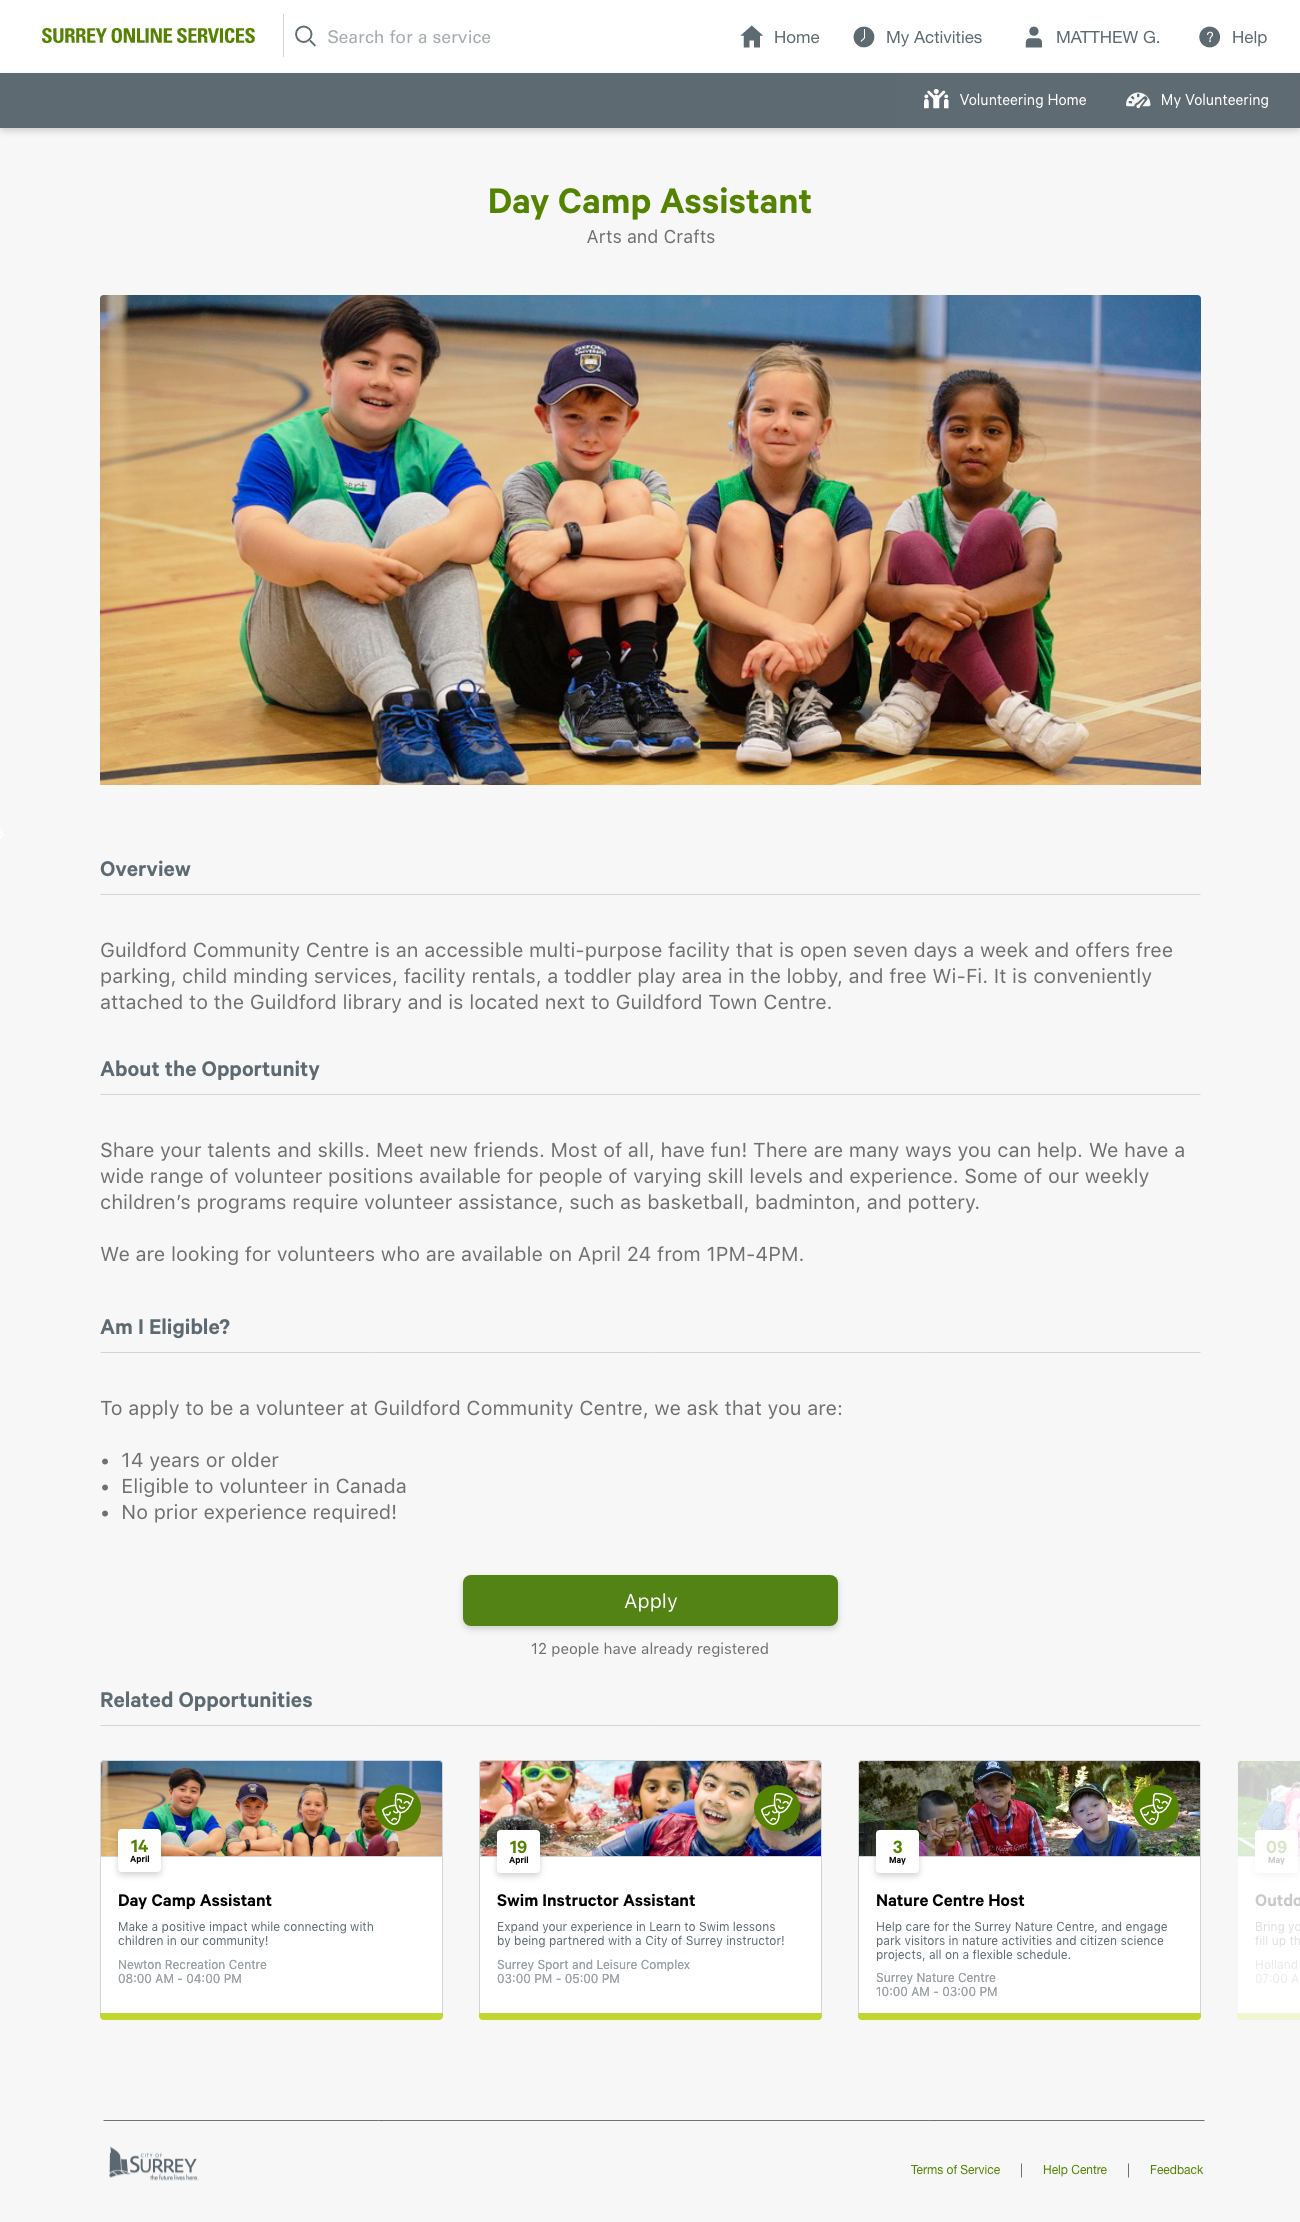 SURREY ONLINE SERVICES
Search for a service
Home
My Activities
MATTHEW G.
? Help
Volunteering Home
My Volunteering
Day Camp Assistant
Arts and Crafts
OXFORD
UNIVERSITY
Overview
Guildford Community Centre is an accessible multi-purpose facility that is open seven days a week and offers free
parking, child minding services, facility rentals, a toddler play area in the lobby, and free Wi-Fi. It is conveniently
attached to the Guildford library and is located next to Guildford Town Centre.
About the Opportunity
Share your talents and skills. Meet new friends. Most of all, have fun! There are many ways you can help. We have a
wide range of volunteer positions available for people of varying skill levels and experience. Some of our weekly
children’s programs require volunteer assistance, such as basketball, badminton, and pottery.
We are looking for volunteers who are available on April 24 from 1PM-4PM.
Am I Eligible?
To apply to be a volunteer at Guildford Community Centre, we ask that you are:
• 14 years or older
• Eligible to volunteer in Canada
• No prior experience required!
Apply
12 people have already registered
Related Opportunities
14
April
Day Camp Assistant
Make a positive impact while connecting with
children in our community!
Newton Recreation Centre
08:00 AM - 04:00 PM
19
April
Swim Instructor Assistant
Expand your experience in Learn to Swim lessons
by being partnered with a City of Surrey instructor!
Surrey Sport and Leisure Complex
03:00 PM - 05:00 PM
3
May
Nature Centre Host
Help care for the Surrey Nature Centre, and engage
park visitors in nature activities and citizen science
projects, all on a flexible schedule.
Surrey Nature Centre
10:00 AM - 03:00 PM
09
May
Outdo
Bring yo
fill up th
Holland
07:00 A
CITY OF
SURREY
the future lives here.
Terms of Service | Help Centre | Feedback